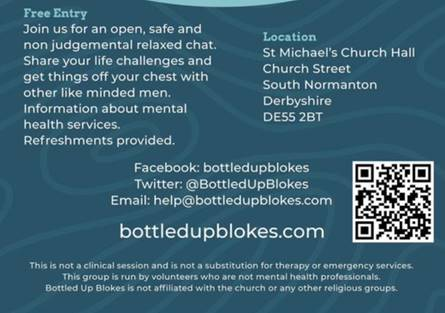 Free Entry
Join us for an open, safe and
non judgemental relaxed chat.
Share your life challenges and
get things off your chest with
other like minded men.
Information about mental
health services.
Refreshments provided.
Location
St Michael's Church Hall
Church Street
South Normanton
Derbyshire
DE55 2BT
Facebook: bottledupblokes
Twitter: @BottledUpBlokes
Email: help@bottledupblokes.com
bottledupblokes.com
This is not a clinical session and is not a substitution for therapy or emergency services.
This group is run by volunteers who are not mental health professionals.
Bottled Up Blokes is not affiliated with the church or any other religious groups.